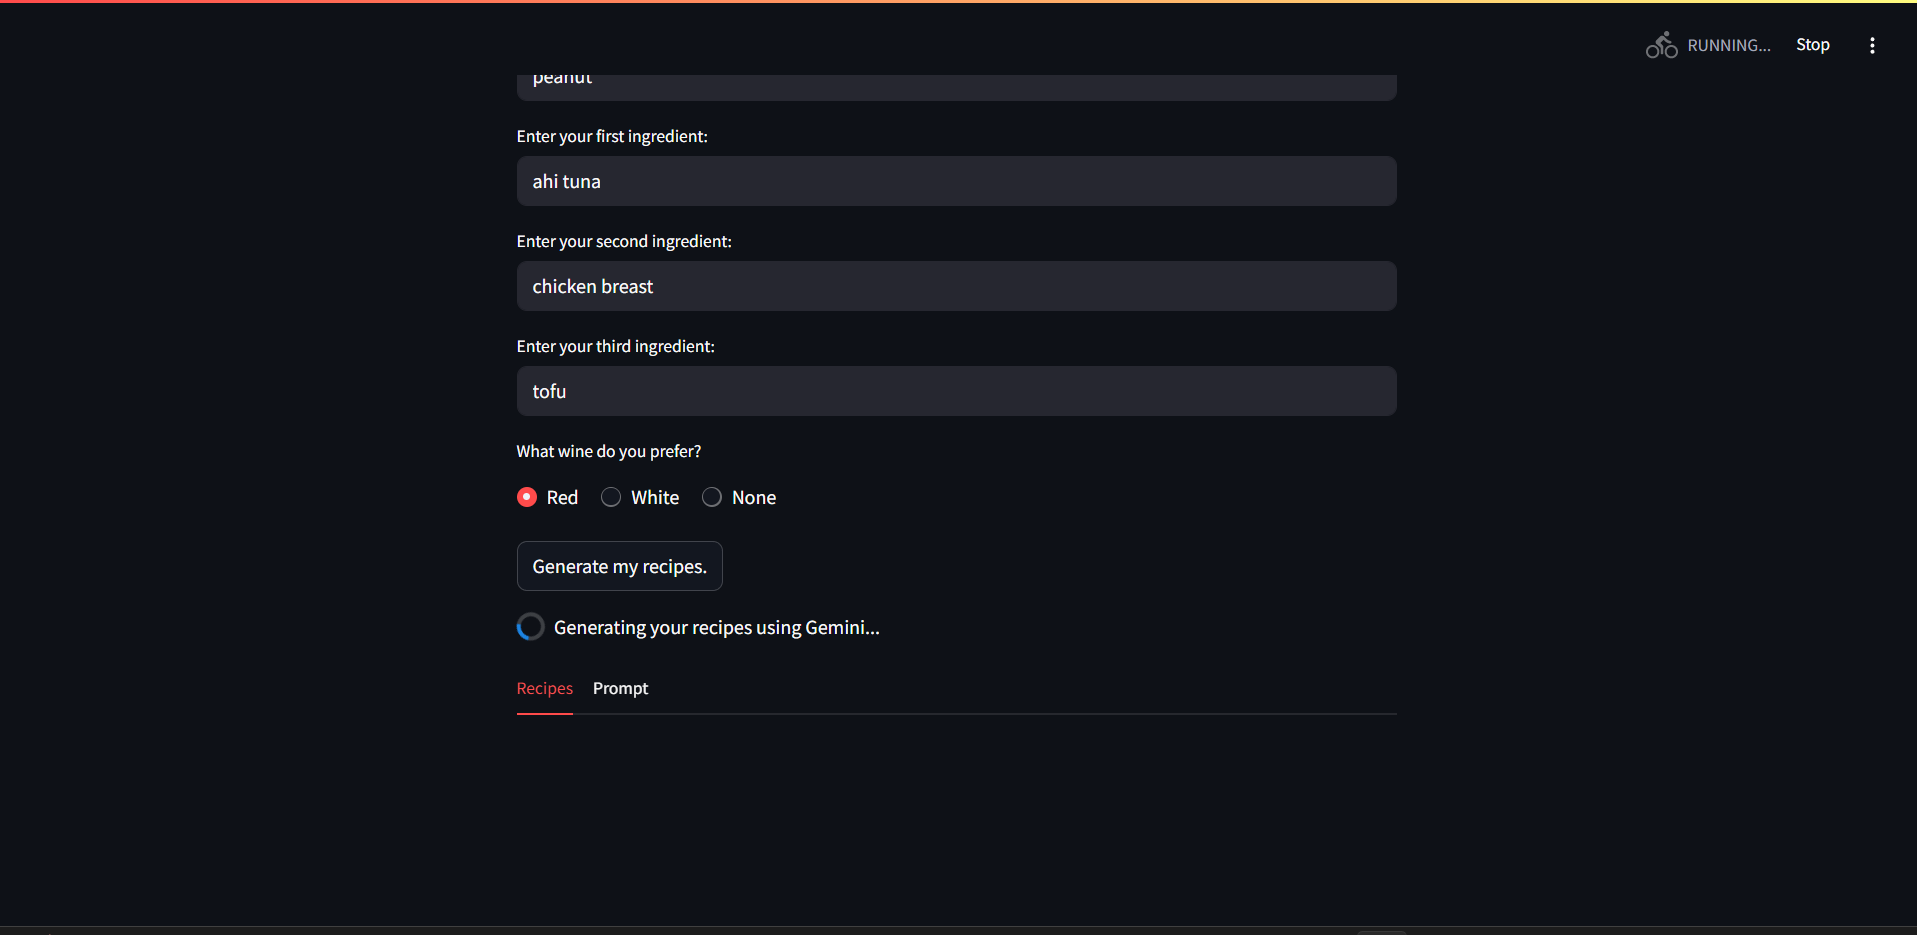 RUNNING... Stop
peanut
Enter your first ingredient:
ahi tuna
Enter your second ingredient:
chicken breast
Enter your third ingredient:
tofu
What wine do you prefer?
Red White None
Generate my recipes.
Generating your recipes using Gemini...
Recipes Prompt